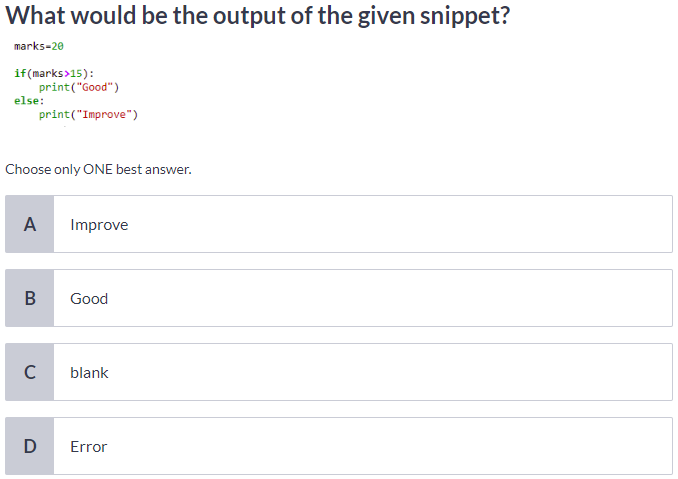 What would be the output of the given snippet?
marks=20
if(marks>15):
print("Good")
else:
print("Improve")
Choose only ONE best answer.
A Improve
B Good
C blank
D Error